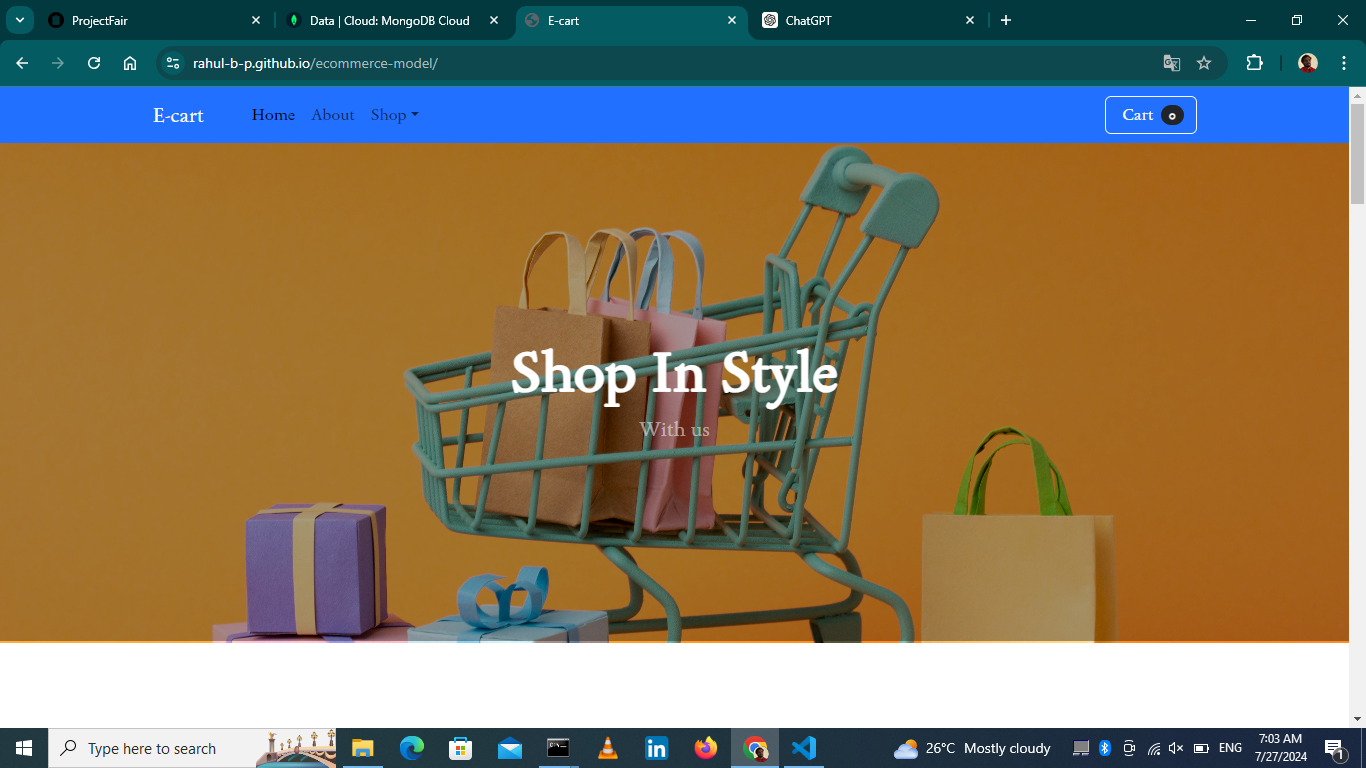 ProjectFair
Data | Cloud: MongoDB Cloud
E-cart
ChatGPT
rahul-b-p.github.io/ecommerce-model/
E-cart
Home
About
Shop
Cart 0
Shop In Style
With us
Type here to search
26°C Mostly cloudy
ENG
7:03 AM
7/27/2024
1